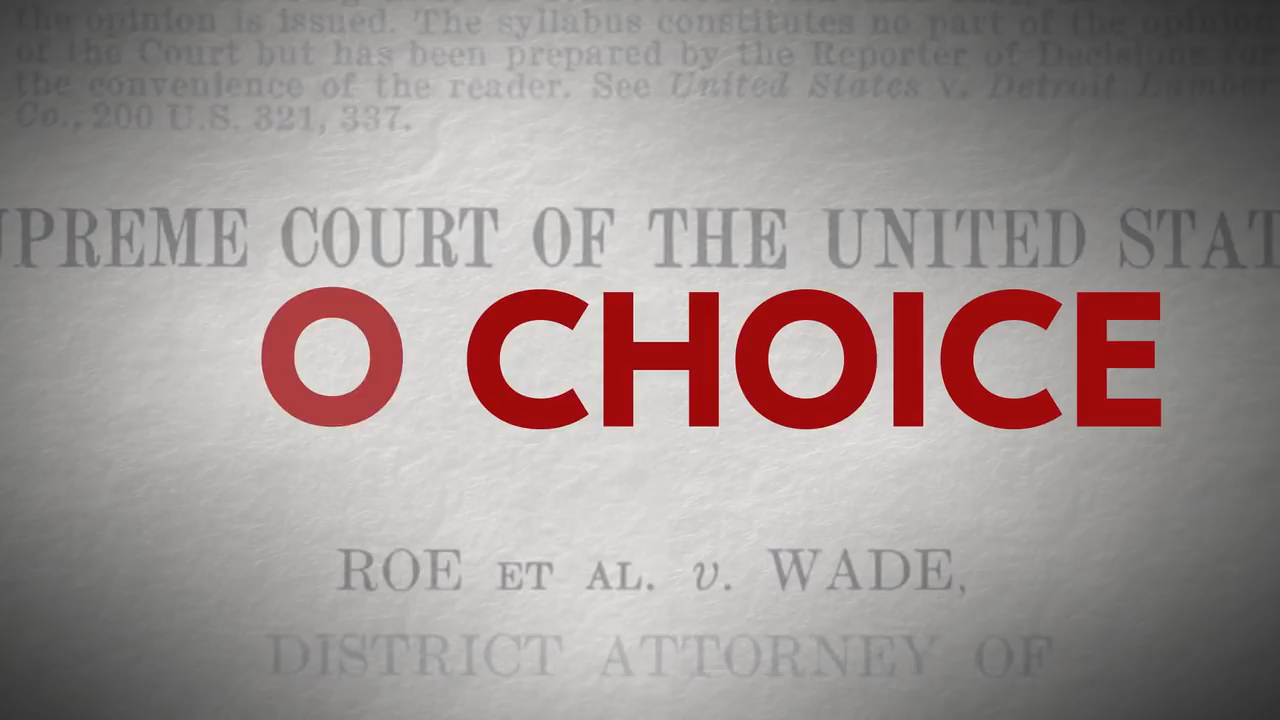 the opinion is issued. The syllabus constitutes no part of the opinion
of the Court but has been prepared by the Reporter of Decisions for
the convenience of the reader. See United States v. Detroit Lumber
Co., 200 U.S. 321, 337.
UPREME COURT OF THE UNITED STAT
O CHOICE
ROE ET AL. v. WADE,
DISTRICT ATTORNEY OF